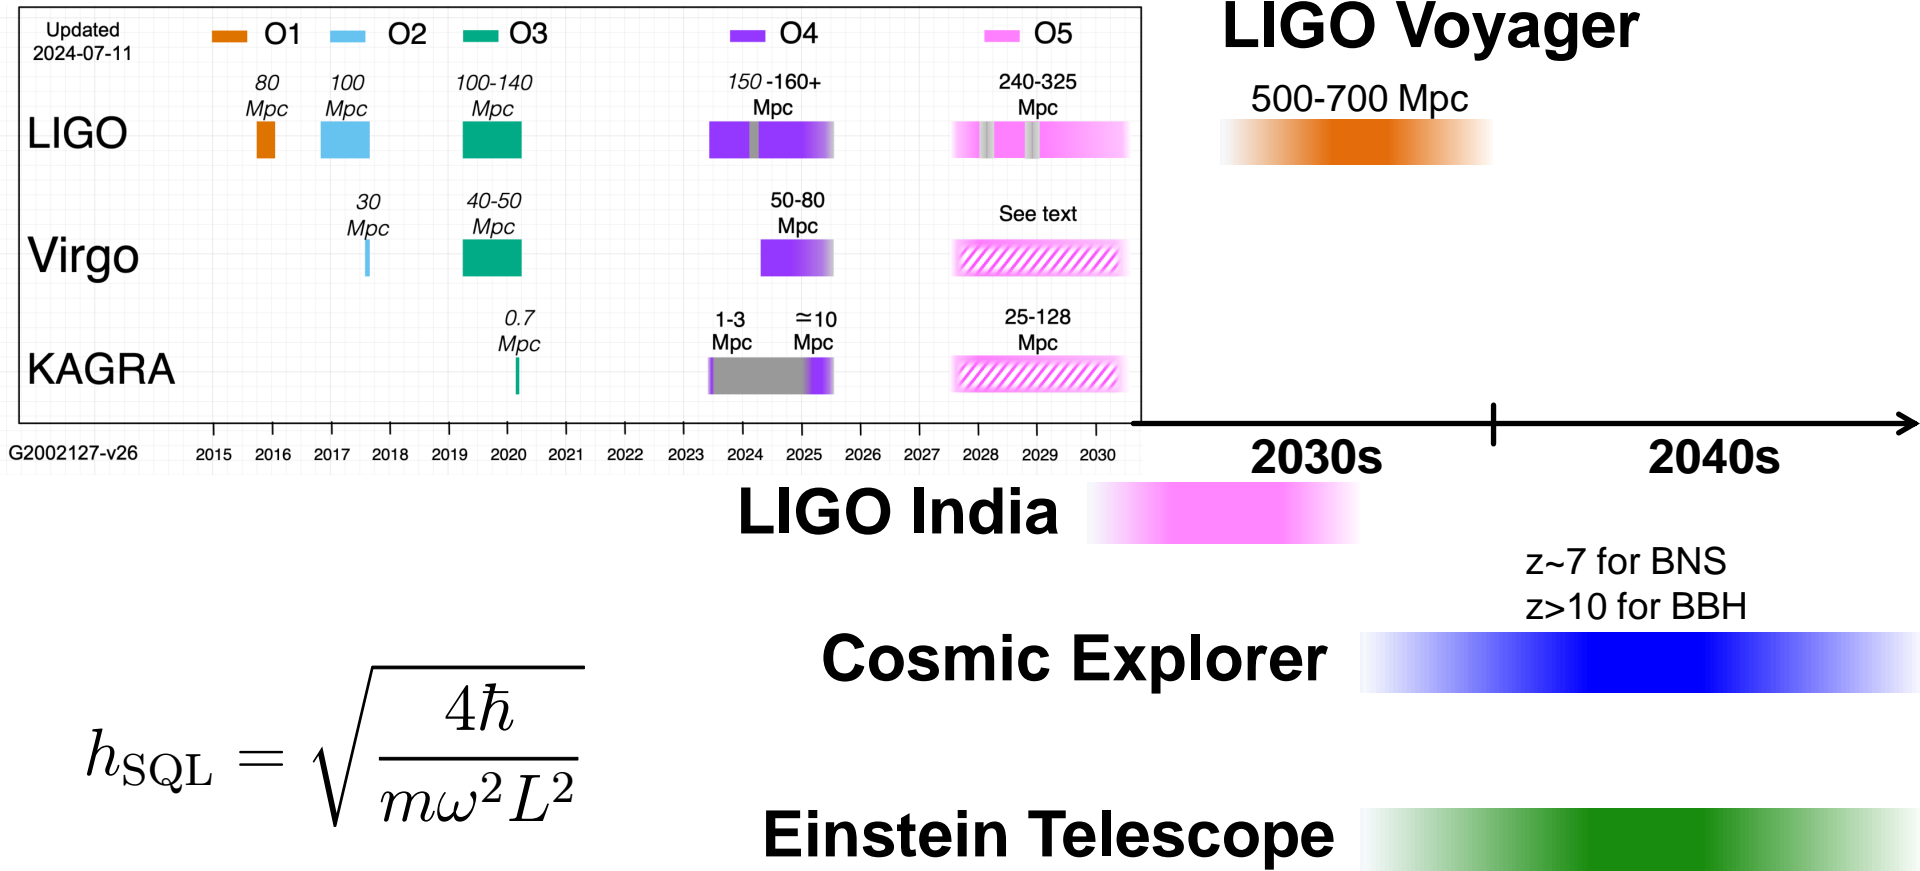 Updated
2024-07-11
O1
O2
O3
O4
O5
LIGO Voyager
80
Mpc
100
Mpc
100-140
Mpc
150 -160+
Mpc
240-325
Mpc
500-700 Mpc
LIGO
30
Mpc
40-50
Mpc
50-80
Mpc
See text
Virgo
0.7
Mpc
1-3
Mpc
≃10
Mpc
25-128
Mpc
KAGRA
G2002127-v26
2015 2016 2017 2018 2019 2020 2021 2022 2023 2024 2025 2026 2027 2028 2029 2030
2030s
2040s
LIGO India
z~7 for BNS
z>10 for BBH
Cosmic Explorer
h_SQL = √(4ħ / mω²L²)
Einstein Telescope